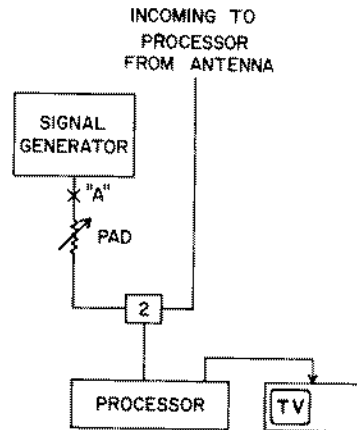 INCOMING TO
PROCESSOR
FROM ANTENNA
SIGNAL
GENERATOR
"A"
PAD
2
PROCESSOR
TV